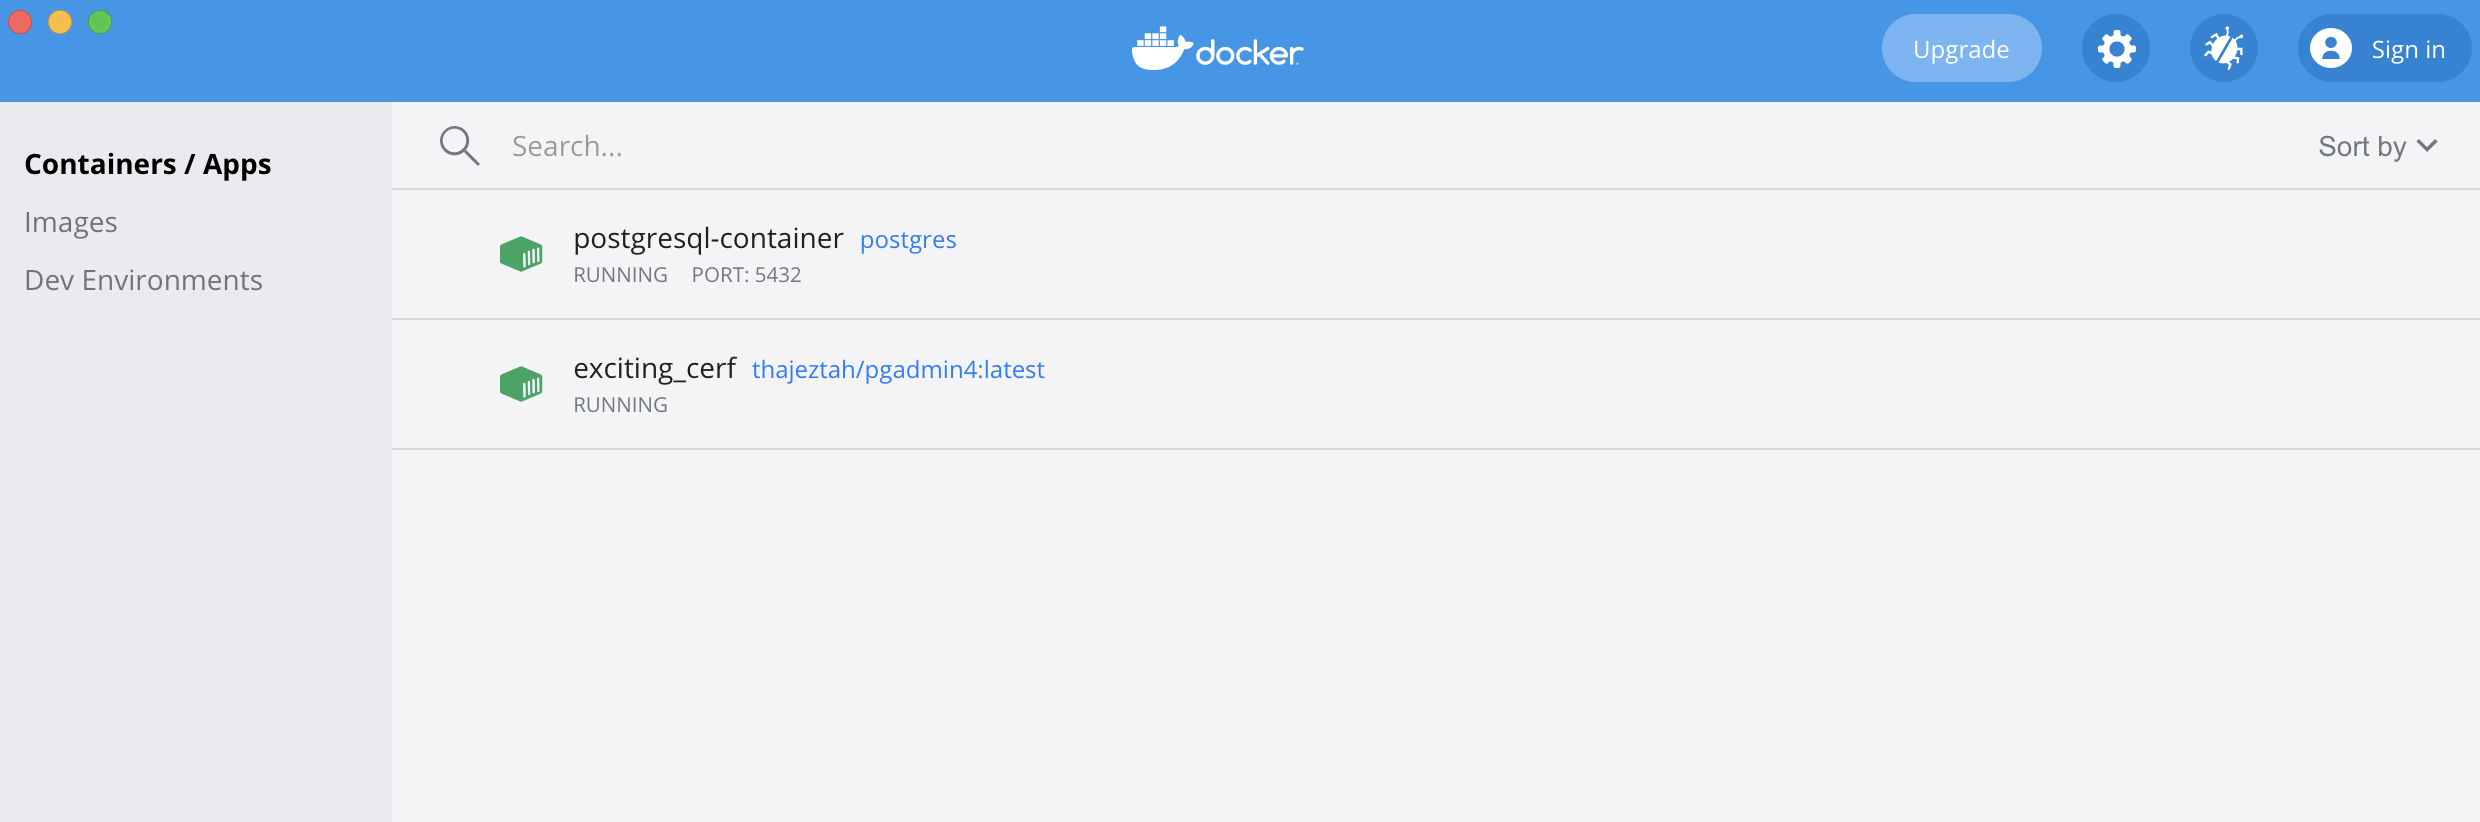 docker
Upgrade
Sign in
Containers / Apps
Images
Dev Environments
Search...
Sort by
postgresql-container postgres
RUNNING PORT: 5432
exciting_cerf thajeztah/pgadmin4:latest
RUNNING